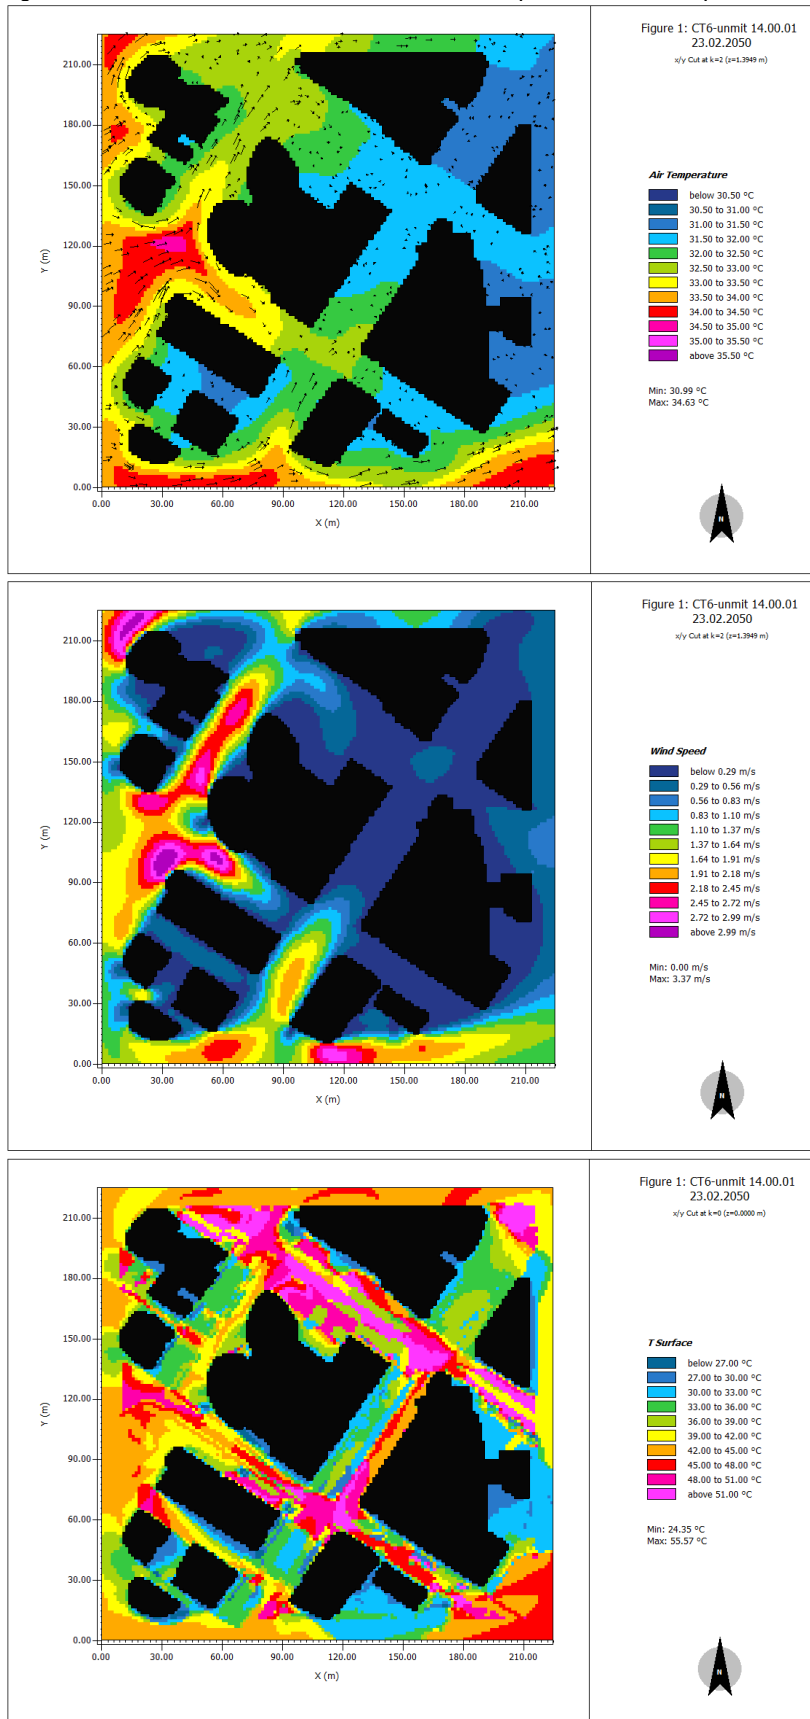 Figure 1: CT6-unmit 14.00.01
23.02.2050
x/y Cut at k=2 (z=1.3949 m)
210.00
180.00
150.00
120.00
90.00
60.00
30.00
0.00
Y (m)
0.00 30.00 60.00 90.00 120.00 150.00 180.00 210.00
X (m)
Air Temperature
below 30.50 °C
30.50 to 31.00 °C
31.00 to 31.50 °C
31.50 to 32.00 °C
32.00 to 32.50 °C
32.50 to 33.00 °C
33.00 to 33.50 °C
33.50 to 34.00 °C
34.00 to 34.50 °C
34.50 to 35.00 °C
35.00 to 35.50 °C
above 35.50 °C
Min: 30.99 °C
Max: 34.63 °C
N
Figure 1: CT6-unmit 14.00.01
23.02.2050
x/y Cut at k=2 (z=1.3949 m)
210.00
180.00
150.00
120.00
90.00
60.00
30.00
0.00
Y (m)
0.00 30.00 60.00 90.00 120.00 150.00 180.00 210.00
X (m)
Wind Speed
below 0.29 m/s
0.29 to 0.56 m/s
0.56 to 0.83 m/s
0.83 to 1.10 m/s
1.10 to 1.37 m/s
1.37 to 1.64 m/s
1.64 to 1.91 m/s
1.91 to 2.18 m/s
2.18 to 2.45 m/s
2.45 to 2.72 m/s
2.72 to 2.99 m/s
above 2.99 m/s
Min: 0.00 m/s
Max: 3.37 m/s
N
Figure 1: CT6-unmit 14.00.01
23.02.2050
x/y Cut at k=0 (z=0.0000 m)
210.00
180.00
150.00
120.00
90.00
60.00
30.00
0.00
Y (m)
0.00 30.00 60.00 90.00 120.00 150.00 180.00 210.00
X (m)
T Surface
below 27.00 °C
27.00 to 30.00 °C
30.00 to 33.00 °C
33.00 to 36.00 °C
36.00 to 39.00 °C
39.00 to 42.00 °C
42.00 to 45.00 °C
45.00 to 48.00 °C
48.00 to 51.00 °C
above 51.00 °C
Min: 24.35 °C
Max: 55.57 °C
N